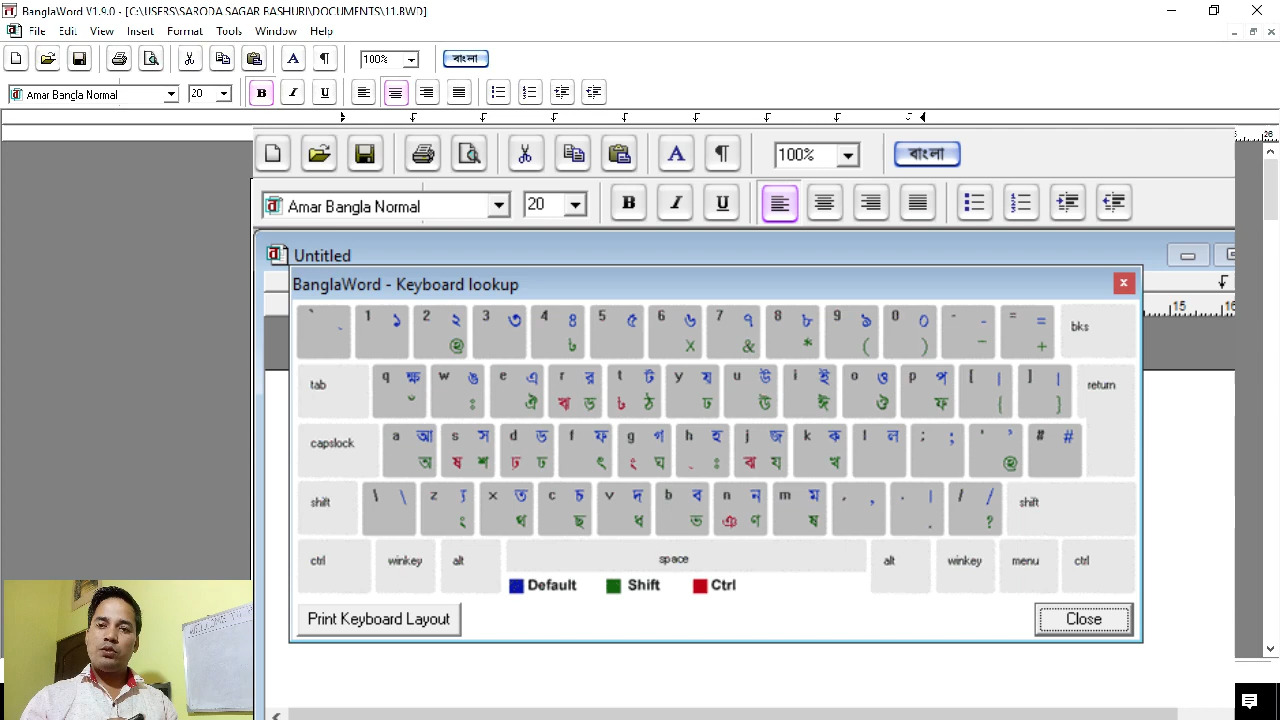 BanglaWord V1.9.0 - [C:\USERS\SARODA SAGAR FASHURI\DOCUMENTS\11.BWD]
File Edit View Insert Format Tools Window Help
100% বাংলা
Amar Bangla Normal 20 B I U
28
100% বাংলা
Amar Bangla Normal 20 B I U
Untitled
BanglaWord - Keyboard lookup
15 16
` 1 ১ 2 ২ 3 ৩ 4 ৪ 5 ৫ 6 ৬ 7 ৭ 8 ৮ 9 ৯ 0 ০ - - = = bks
৳ X & * ( ) +
tab q ক্ষ w ঙ e এ r র t ট y য় u উ i ই o ও p প [ | ] | return
ঃ ঐ ঋ ড় ৎ ঠ ঢ় ঊ ঈ ঔ ফ { }
capslock a আ s স d ড f ফ g গ h হ j জ k ক l ল ; ; ' ’ # #
অ ষ শ ঢ ৎ ং ঘ ঃ ঝ য খ
shift \ \ z x ত c চ v দ b ব n ন m ম , , . | / / shift
ং থ ছ ধ ভ ঞ ণ ষ . ?
ctrl winkey alt space alt winkey menu ctrl
Default Shift Ctrl
Print Keyboard Layout Close